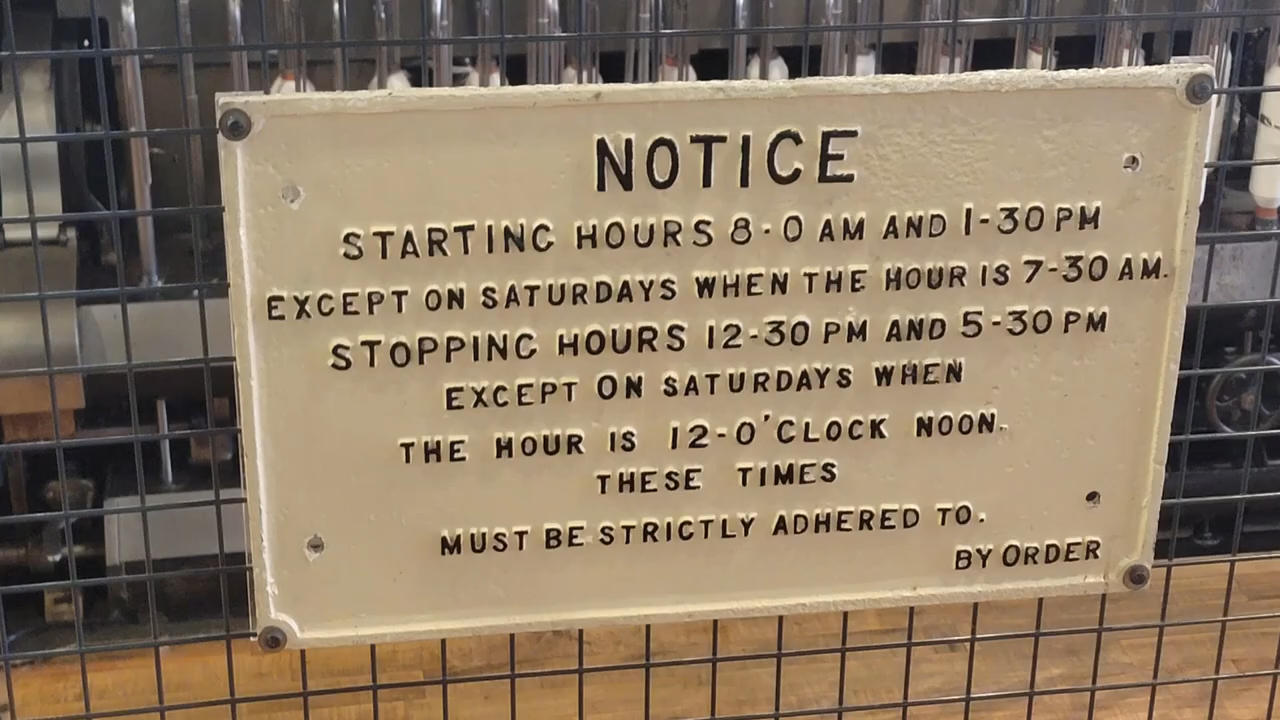 NOTICE
STARTING HOURS 8·0 AM AND 1-30 PM
EXCEPT ON SATURDAYS WHEN THE HOUR IS 7-30 AM.
STOPPING HOURS 12-30 PM AND 5-30 PM
EXCEPT ON SATURDAYS WHEN
THE HOUR IS 12-O'CLOCK NOON.
THESE TIMES
MUST BE STRICTLY ADHERED TO.
BY ORDER